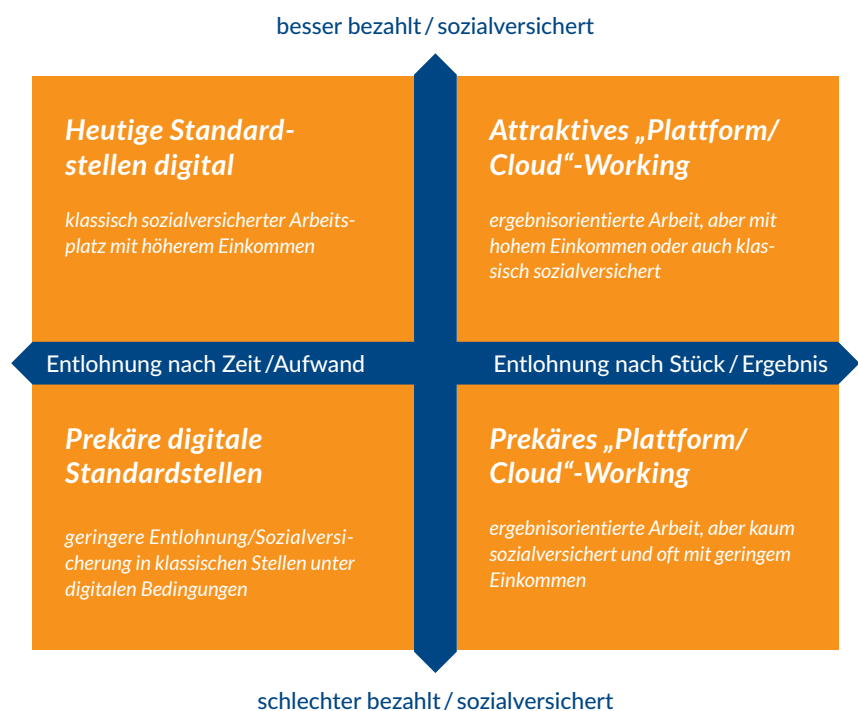 besser bezahlt / sozialversichert
Heutige Standard-
stellen digital
klassisch sozialversicherter Arbeits-
platz mit höherem Einkommen
Attraktives „Plattform/
Cloud“-Working
ergebnisorientierte Arbeit, aber mit
hohem Einkommen oder auch klas-
sisch sozialversichert
Entlohnung nach Zeit / Aufwand
Entlohnung nach Stück / Ergebnis
Prekäre digitale
Standardstellen
geringere Entlohnung/Sozialversi-
cherung in klassischen Stellen unter
digitalen Bedingungen
Prekäres „Plattform/
Cloud“-Working
ergebnisorientierte Arbeit, aber kaum
sozialversichert und oft mit geringem
Einkommen
schlechter bezahlt / sozialversichert